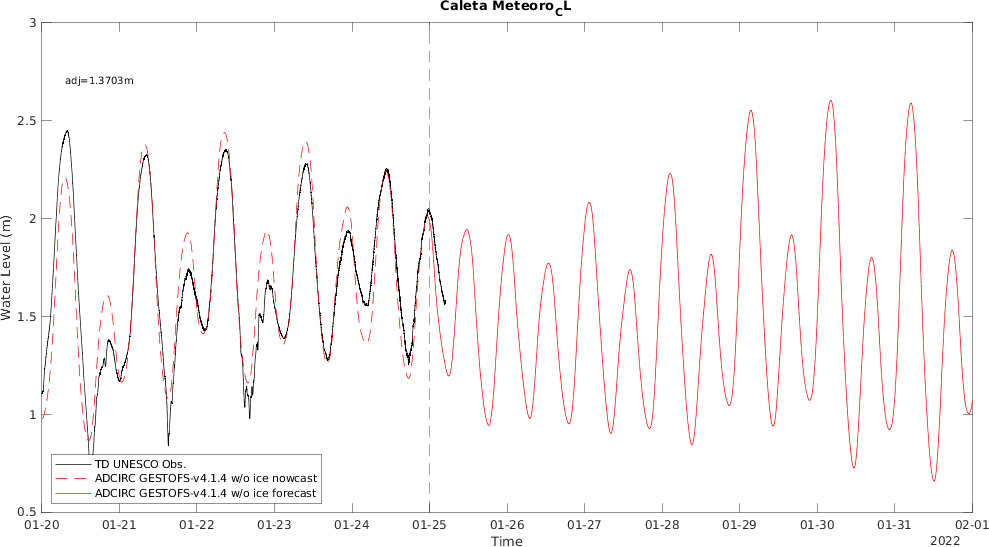 Caleta MeteoroCL
adj=1.3703m
Water Level (m)
3
2.5
2
1.5
1
0.5
TD UNESCO Obs.
ADCIRC GESTOFS-v4.1.4 w/o ice nowcast
ADCIRC GESTOFS-v4.1.4 w/o ice forecast
01-20 01-21 01-22 01-23 01-24 01-25 01-26 01-27 01-28 01-29 01-30 01-31 02-01
Time
2022